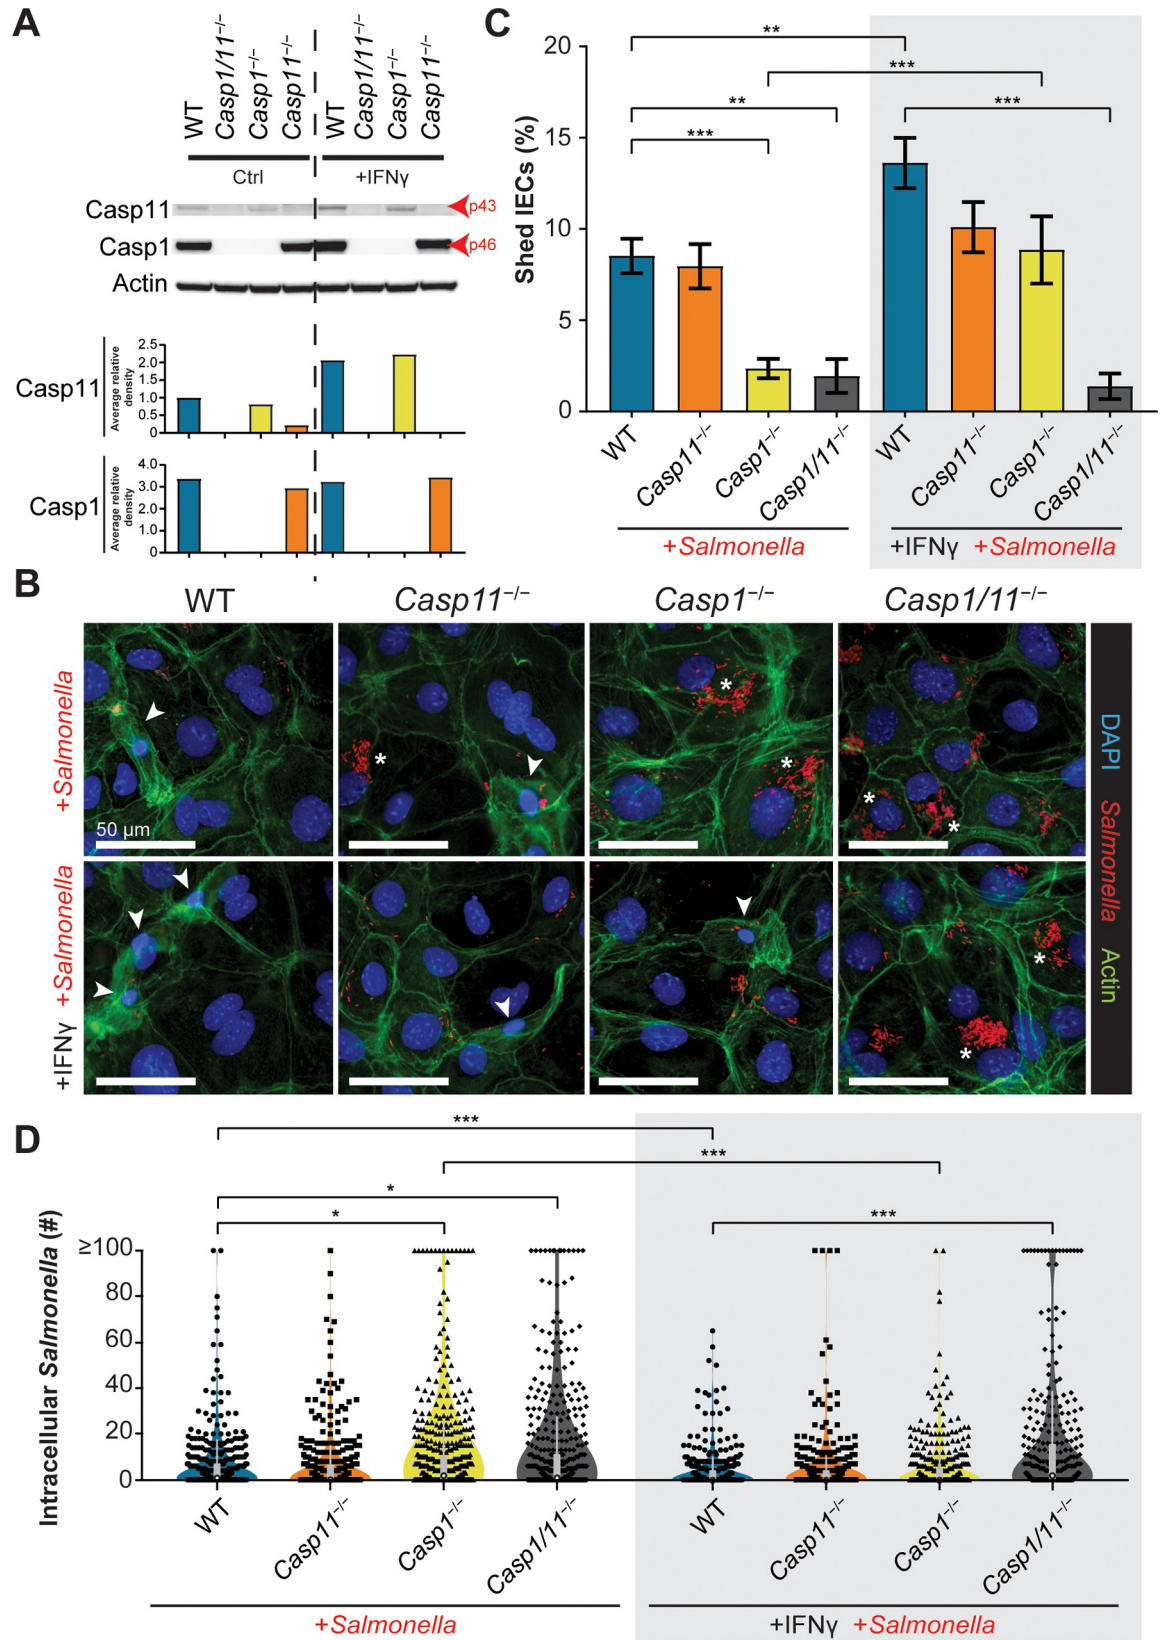 A
WT
Casp1/11⁻/⁻
Casp1⁻/⁻
Casp11⁻/⁻
WT
Casp1/11⁻/⁻
Casp1⁻/⁻
Casp11⁻/⁻
Ctrl
+IFNγ
Casp11
p43
Casp1
p46
Actin
Casp11
Average relative
density
2.5
2.0
1.5
1.0
0.5
0
Casp1
Average relative
density
4.0
3.0
2.0
1.0
0
C
Shed IECs (%)
20
15
10
5
0
**
***
**
***
***
WT
Casp11⁻/⁻
Casp1⁻/⁻
Casp1/11⁻/⁻
WT
Casp11⁻/⁻
Casp1⁻/⁻
Casp1/11⁻/⁻
+Salmonella
+IFNγ +Salmonella
B
WT
Casp11⁻/⁻
Casp1⁻/⁻
Casp1/11⁻/⁻
+Salmonella
50 µm
*
*
*
*
*
+IFNγ +Salmonella
*
*
DAPI Salmonella Actin
D
Intracellular Salmonella (#)
≥100
80
60
40
20
0
***
***
*
*
***
WT
Casp11⁻/⁻
Casp1⁻/⁻
Casp1/11⁻/⁻
WT
Casp11⁻/⁻
Casp1⁻/⁻
Casp1/11⁻/⁻
+Salmonella
+IFNγ +Salmonella